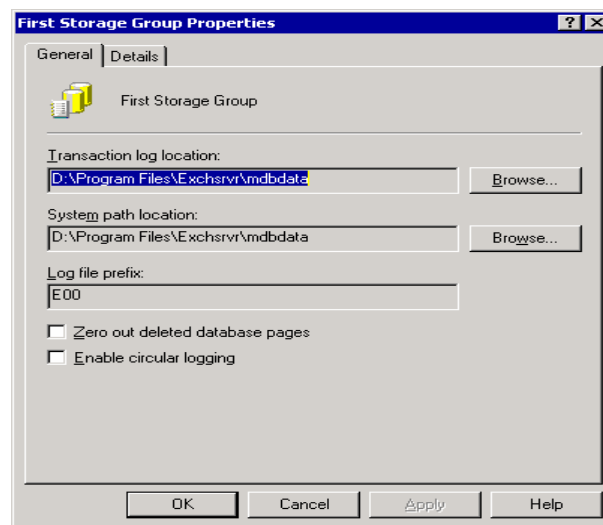 First Storage Group Properties
General Details
First Storage Group
Transaction log location:
D:\Program Files\Exchsrvr\mdbdata Browse...
System path location:
D:\Program Files\Exchsrvr\mdbdata Browse...
Log file prefix:
E00
Zero out deleted database pages
Enable circular logging
OK Cancel Apply Help